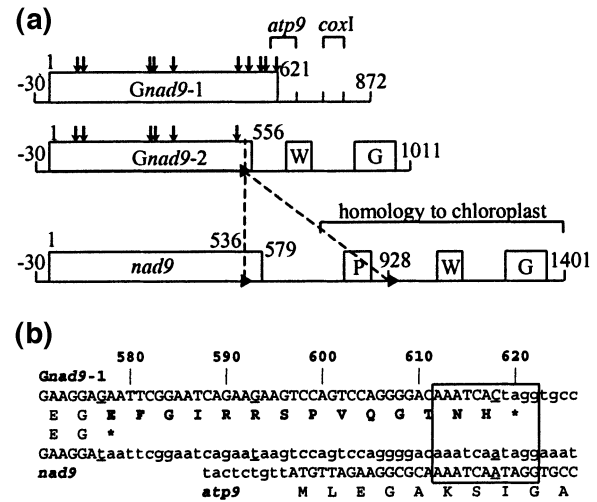 (a)
atp9 coxI
1 621
-30 Gnad9-1 872
1 556
-30 Gnad9-2 W G 1011
homology to chloroplast
1 536 579 928 1401
-30 nad9 P W G
(b)
580 590 600 610 620
Gnad9-1
GAAGGAGAATTCGGAATCAGAAGAAGTCCAGTCCAGGGGACAAATCACtaggtgcc
E G E F G I R R S P V Q G T N H *
E G *
GAAGGAtaattcggaatcagaataagtccagtccaggggacaaatcaataggaaat
nad9 tactctgttATGTTAGAAGGCGCAAAATCAATAGGTGCC
atp9 M L E G A K S I G A